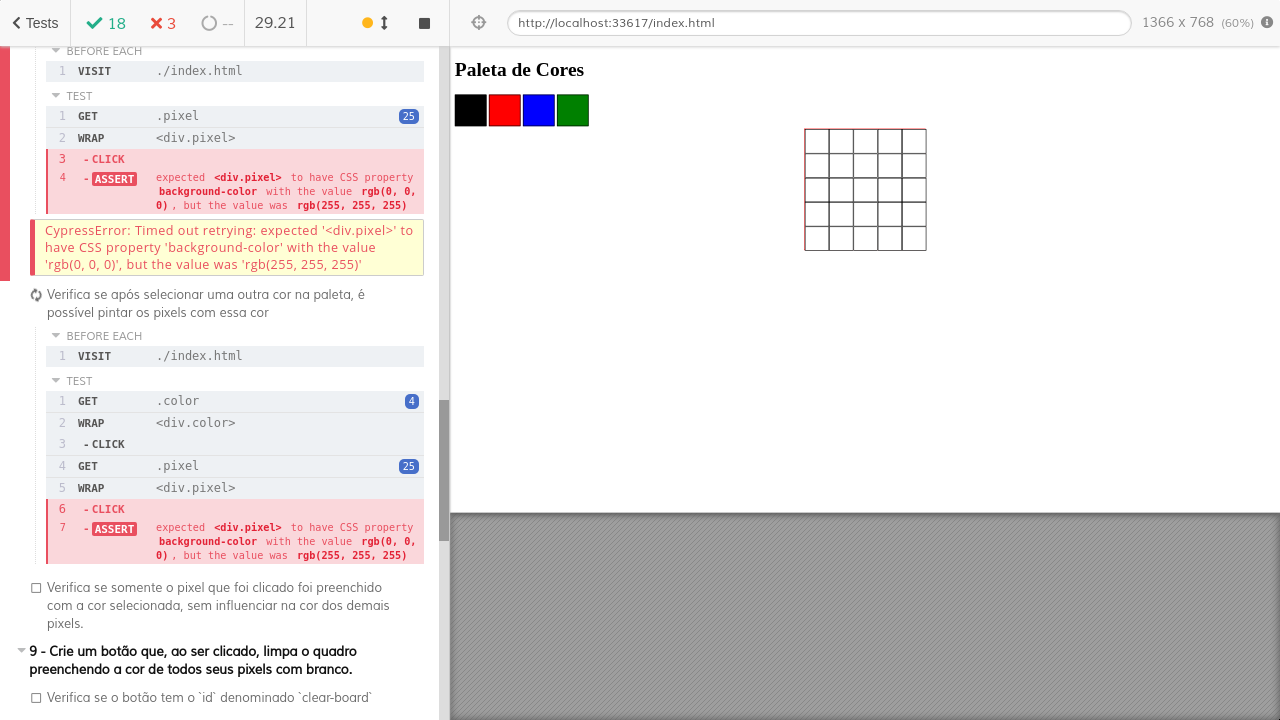 Tests 18 3 -- 29.21
http://localhost:33617/index.html 1366 x 768 (60%)
BEFORE EACH
1 VISIT ./index.html
TEST
1 GET .pixel 25
2 WRAP <div.pixel>
3 - CLICK
4 - ASSERT expected <div.pixel> to have CSS property
background-color with the value rgb(0, 0,
0) , but the value was rgb(255, 255, 255)
CypressError: Timed out retrying: expected '<div.pixel>' to
have CSS property 'background-color' with the value
'rgb(0, 0, 0)', but the value was 'rgb(255, 255, 255)'
Verifica se após selecionar uma outra cor na paleta, é
possível pintar os pixels com essa cor
BEFORE EACH
1 VISIT ./index.html
TEST
1 GET .color 4
2 WRAP <div.color>
3 - CLICK
4 GET .pixel 25
5 WRAP <div.pixel>
6 - CLICK
7 - ASSERT expected <div.pixel> to have CSS property
background-color with the value rgb(0, 0,
0) , but the value was rgb(255, 255, 255)
Verifica se somente o pixel que foi clicado foi preenchido
com a cor selecionada, sem influenciar na cor dos demais
pixels.
9 - Crie um botão que, ao ser clicado, limpa o quadro
preenchendo a cor de todos seus pixels com branco.
Verifica se o botão tem o `id` denominado `clear-board`
Paleta de Cores